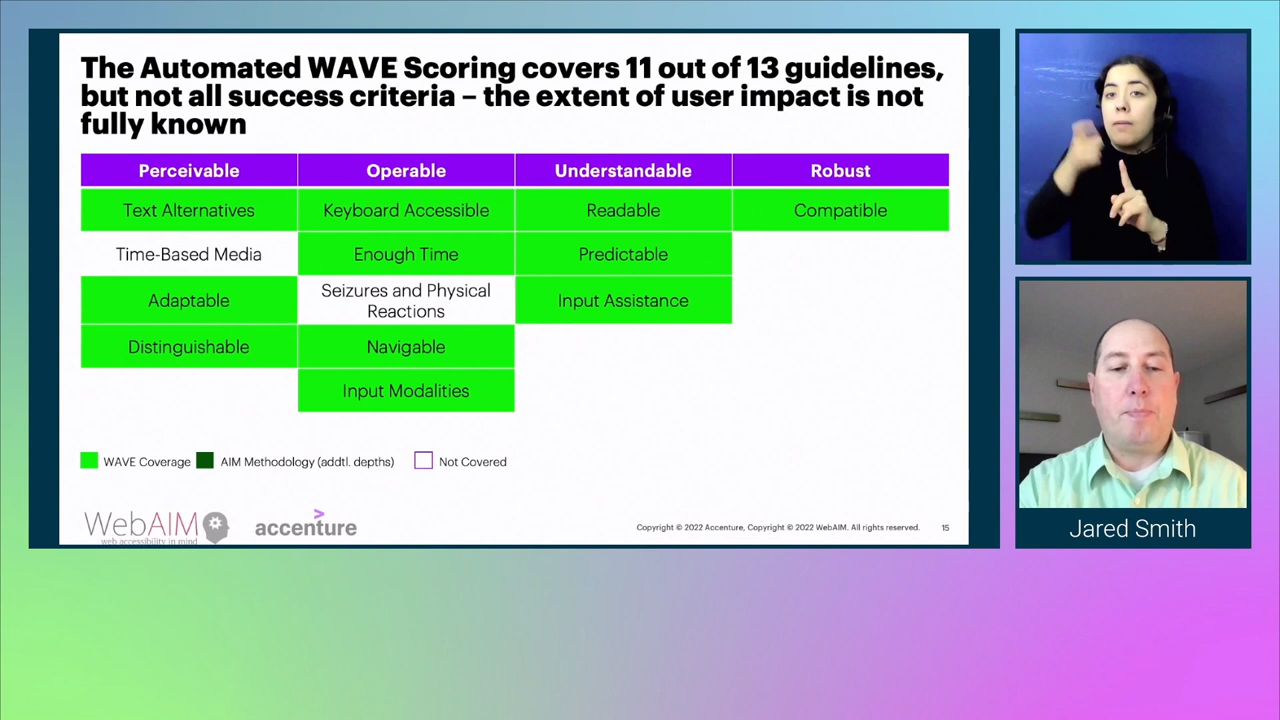 The Automated WAVE Scoring covers 11 out of 13 guidelines,
but not all success criteria – the extent of user impact is not
fully known
Perceivable
Operable
Understandable
Robust
Text Alternatives
Keyboard Accessible
Readable
Compatible
Time-Based Media
Enough Time
Predictable
Adaptable
Seizures and Physical
Reactions
Input Assistance
Distinguishable
Navigable
Input Modalities
WAVE Coverage
AIM Methodology (addtl. depths)
Not Covered
WebAIM
web accessibility in mind
>
accenture
Copyright © 2022 Accenture, Copyright © 2022 WebAIM. All rights reserved.
15
Jared Smith